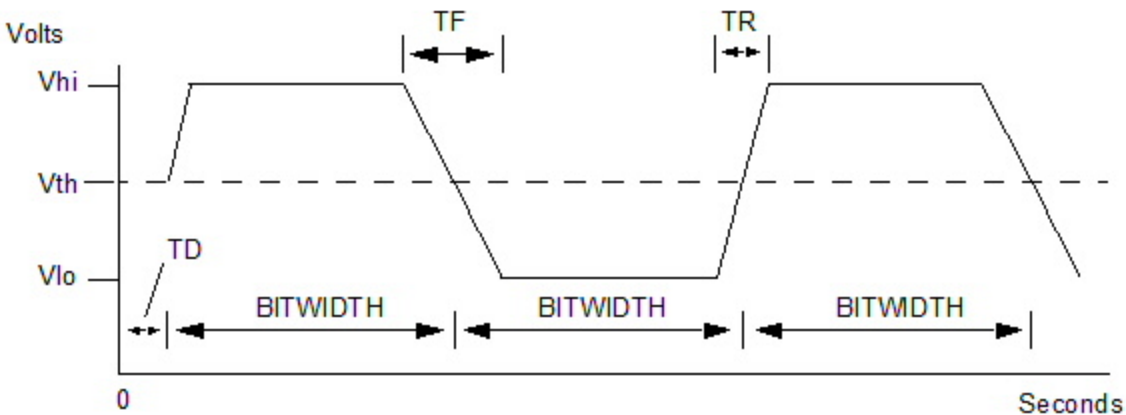 TF
TR
Volts
Vhi
Vth
TD
Vlo
BITWIDTH
BITWIDTH
BITWIDTH
0
Seconds